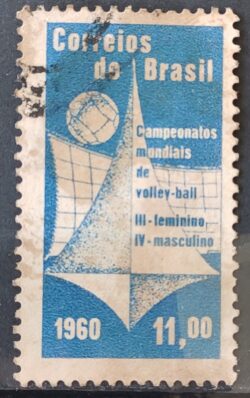 Correios
do Brasil
Campeonatos
mundiais
de
volley-ball
III-feminino
IV-masculino
1960 11,00